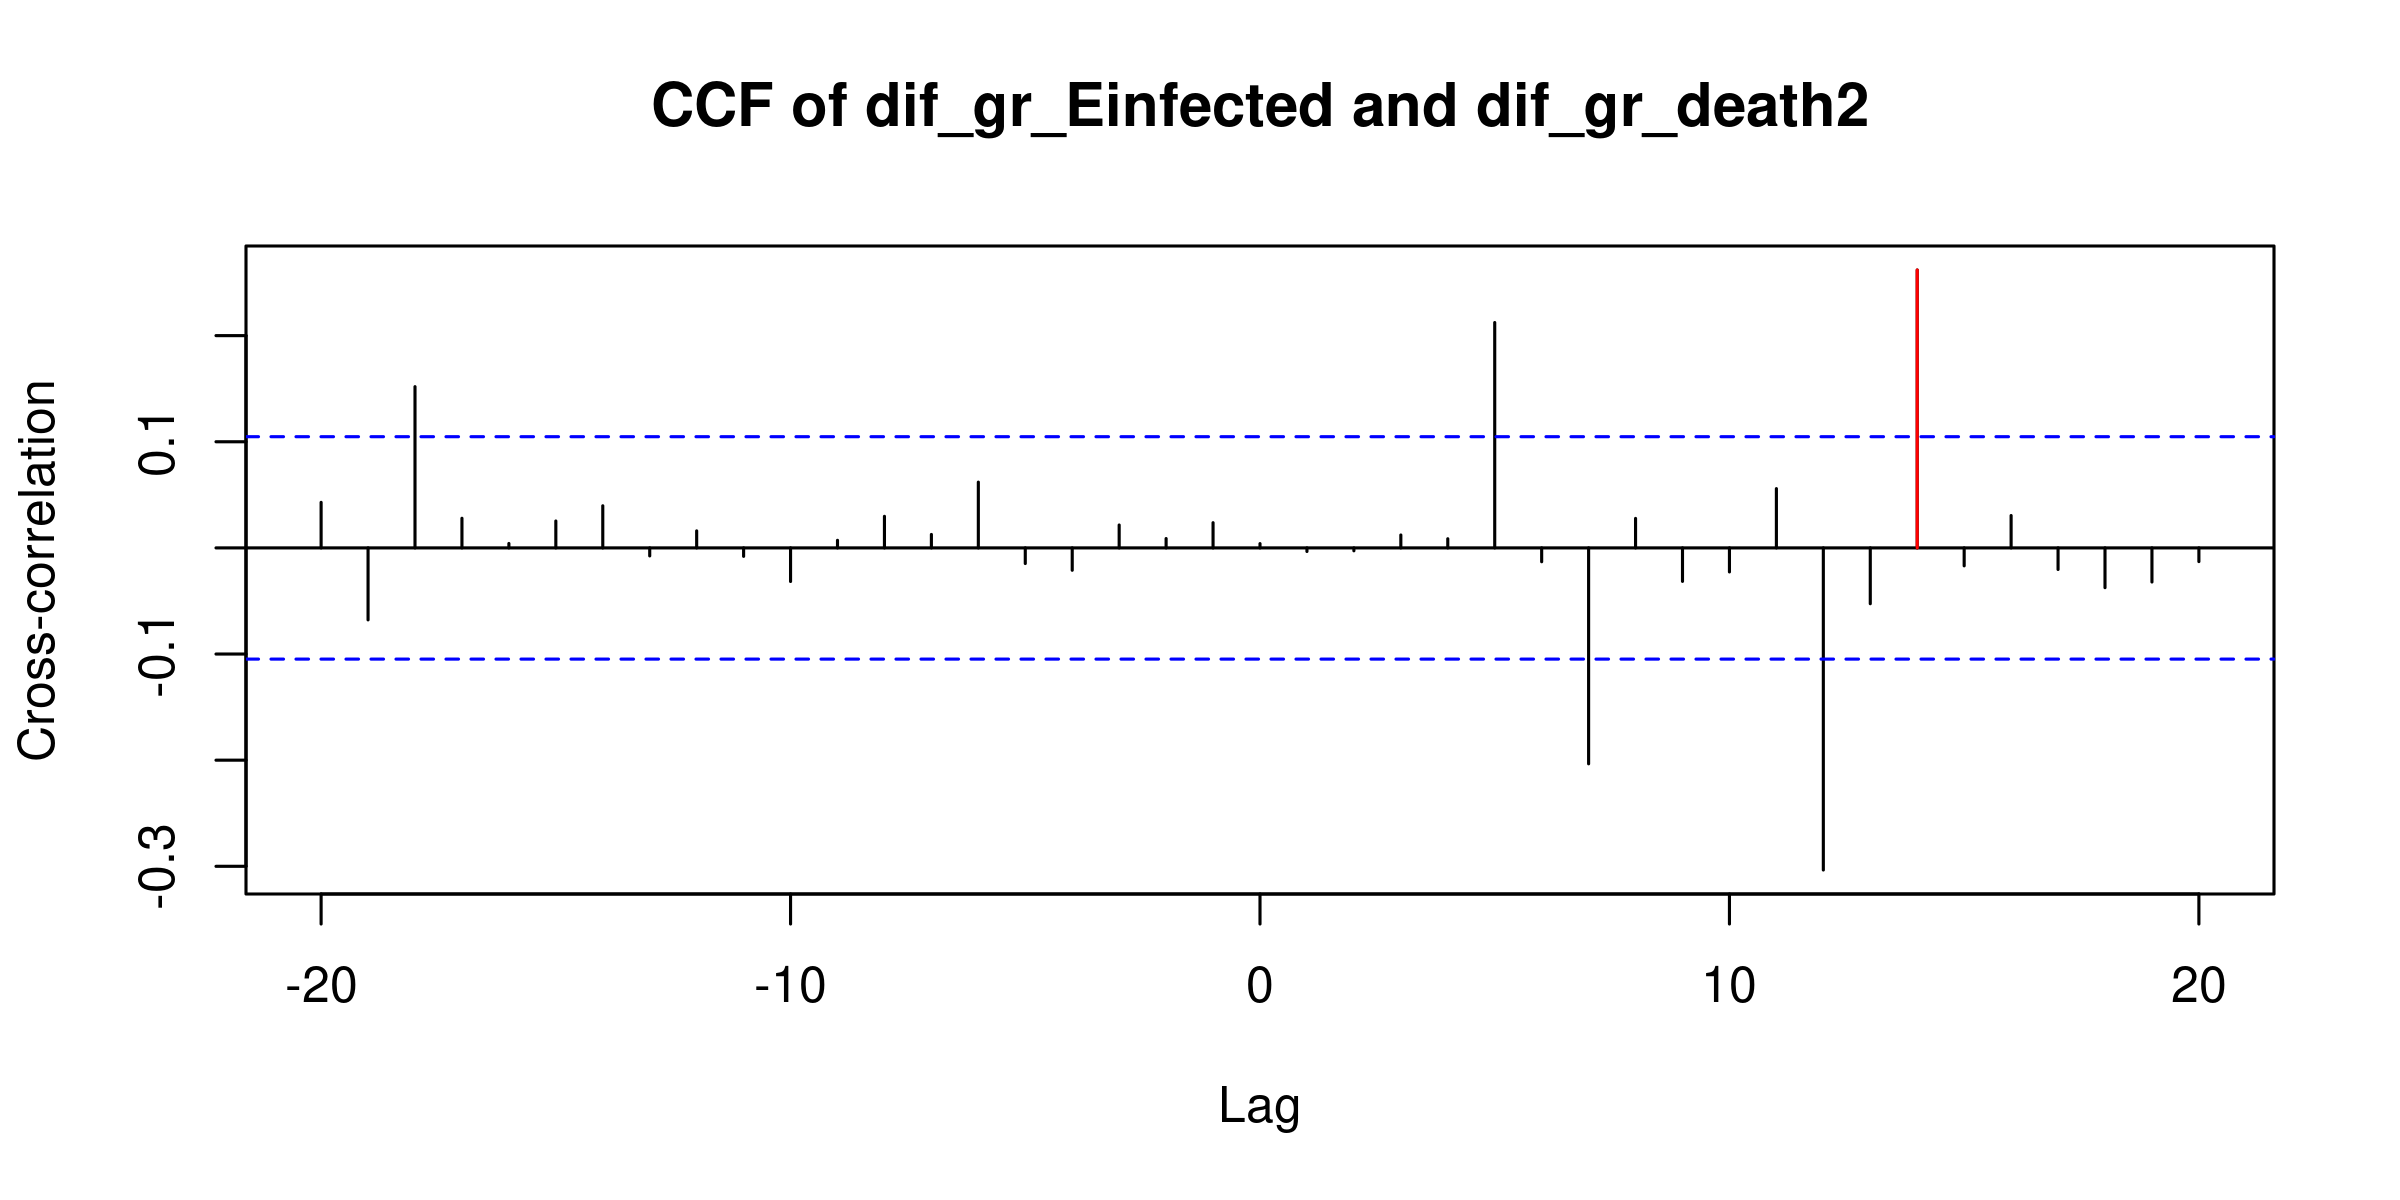 CCF of dif_gr_Einfected and dif_gr_death2
Cross-correlation
0.1
-0.1
-0.3
-20 -10 0 10 20
Lag